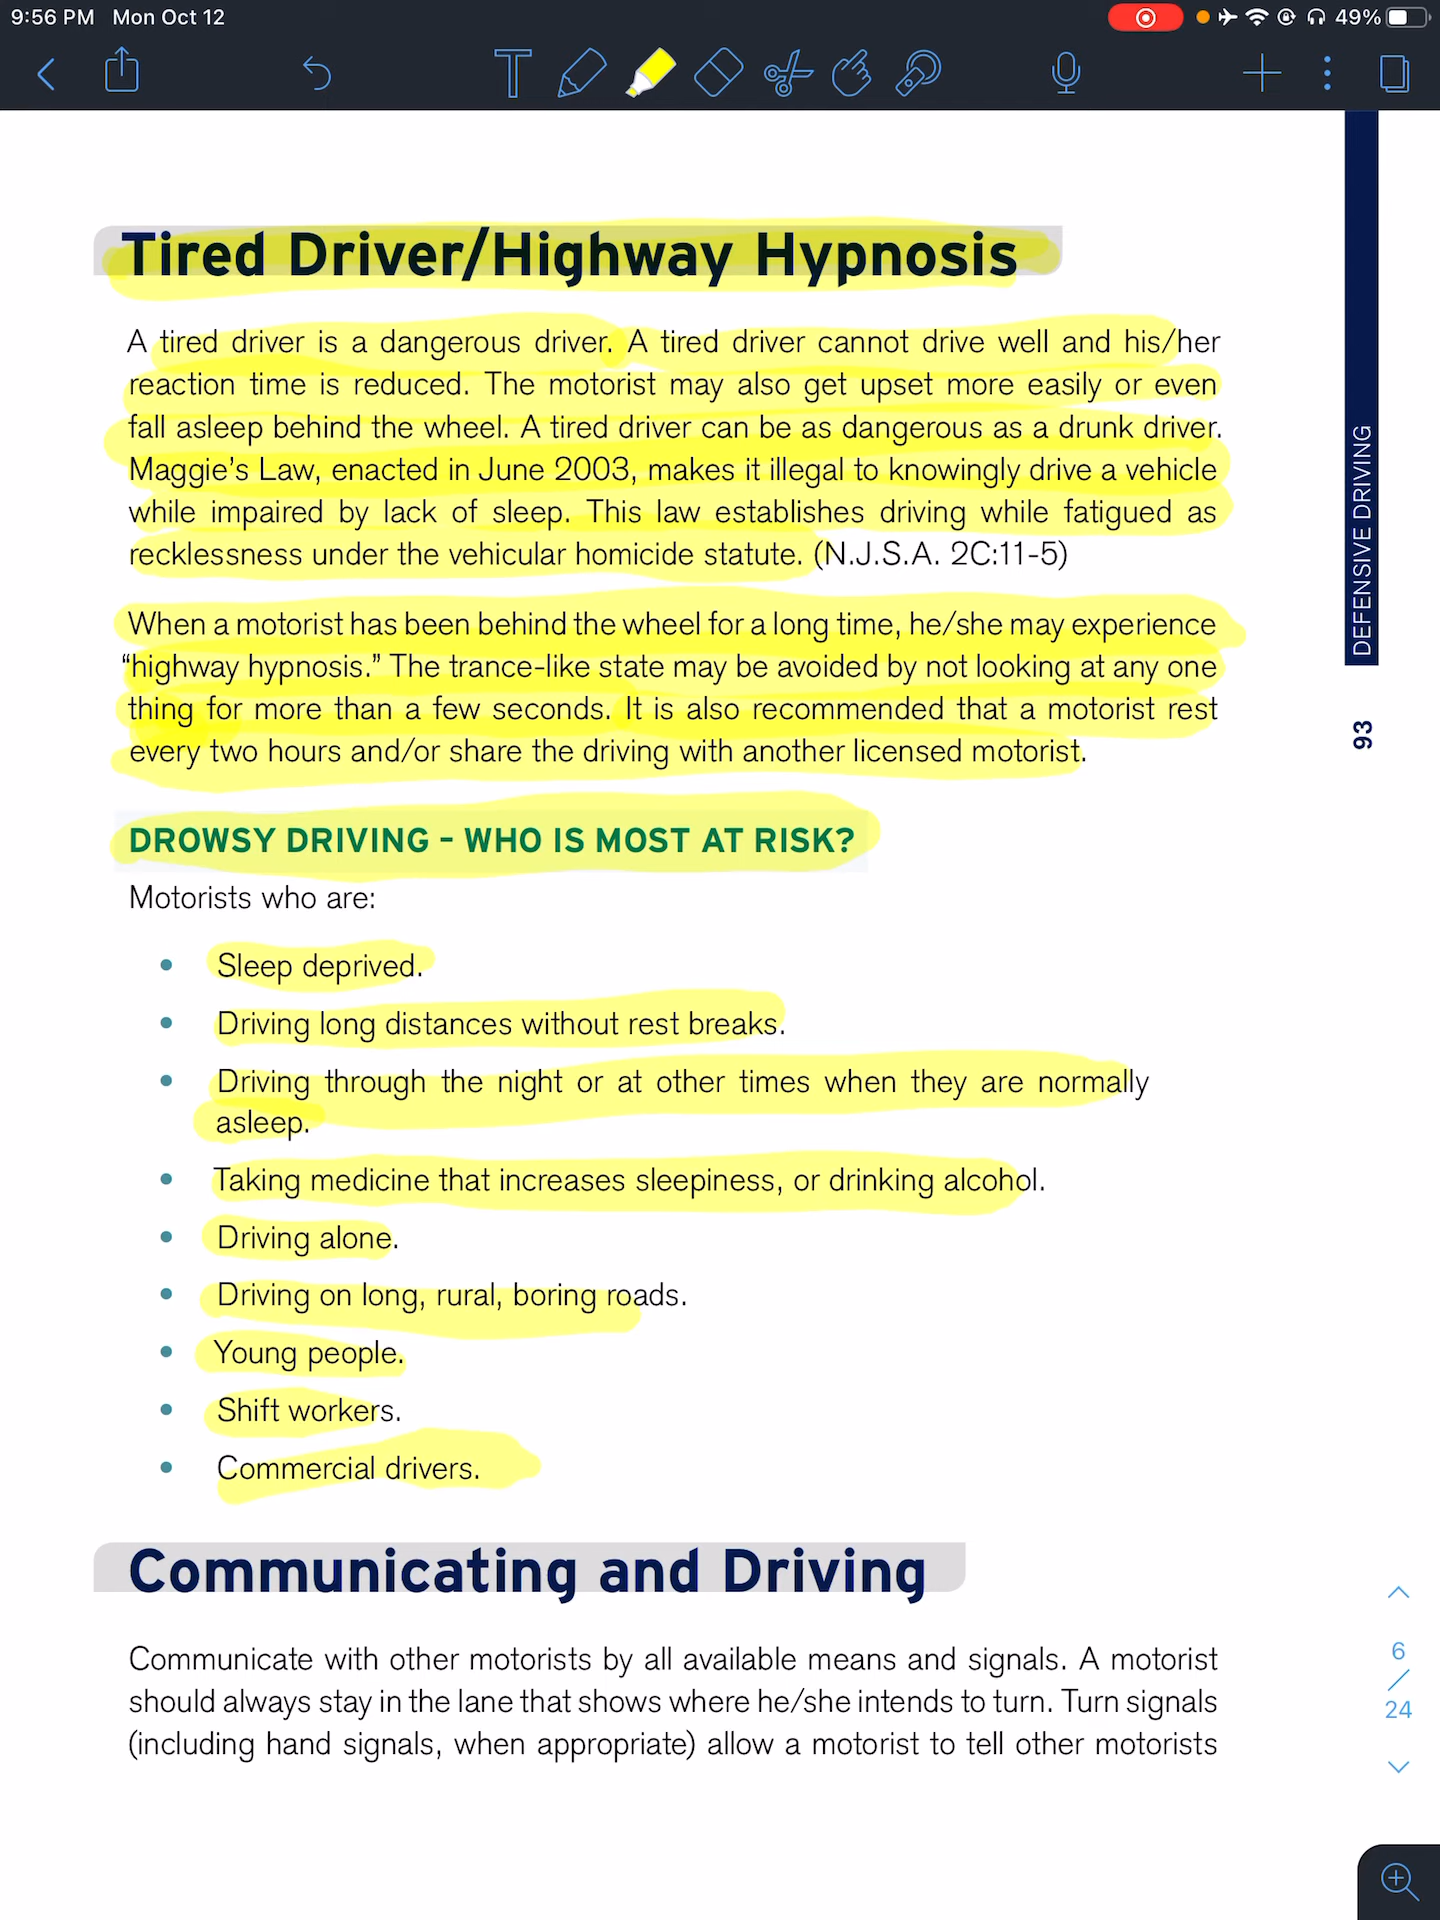 9:56 PM Mon Oct 12
49%
Tired Driver/Highway Hypnosis
A tired driver is a dangerous driver. A tired driver cannot drive well and his/her
reaction time is reduced. The motorist may also get upset more easily or even
fall asleep behind the wheel. A tired driver can be as dangerous as a drunk driver.
Maggie’s Law, enacted in June 2003, makes it illegal to knowingly drive a vehicle
while impaired by lack of sleep. This law establishes driving while fatigued as
recklessness under the vehicular homicide statute. (N.J.S.A. 2C:11-5)
When a motorist has been behind the wheel for a long time, he/she may experience
“highway hypnosis.” The trance-like state may be avoided by not looking at any one
thing for more than a few seconds. It is also recommended that a motorist rest
every two hours and/or share the driving with another licensed motorist.
DROWSY DRIVING - WHO IS MOST AT RISK?
Motorists who are:
• Sleep deprived.
• Driving long distances without rest breaks.
• Driving through the night or at other times when they are normally
asleep.
• Taking medicine that increases sleepiness, or drinking alcohol.
• Driving alone.
• Driving on long, rural, boring roads.
• Young people.
• Shift workers.
• Commercial drivers.
Communicating and Driving
Communicate with other motorists by all available means and signals. A motorist
should always stay in the lane that shows where he/she intends to turn. Turn signals
(including hand signals, when appropriate) allow a motorist to tell other motorists
DEFENSIVE DRIVING
93
6
/
24